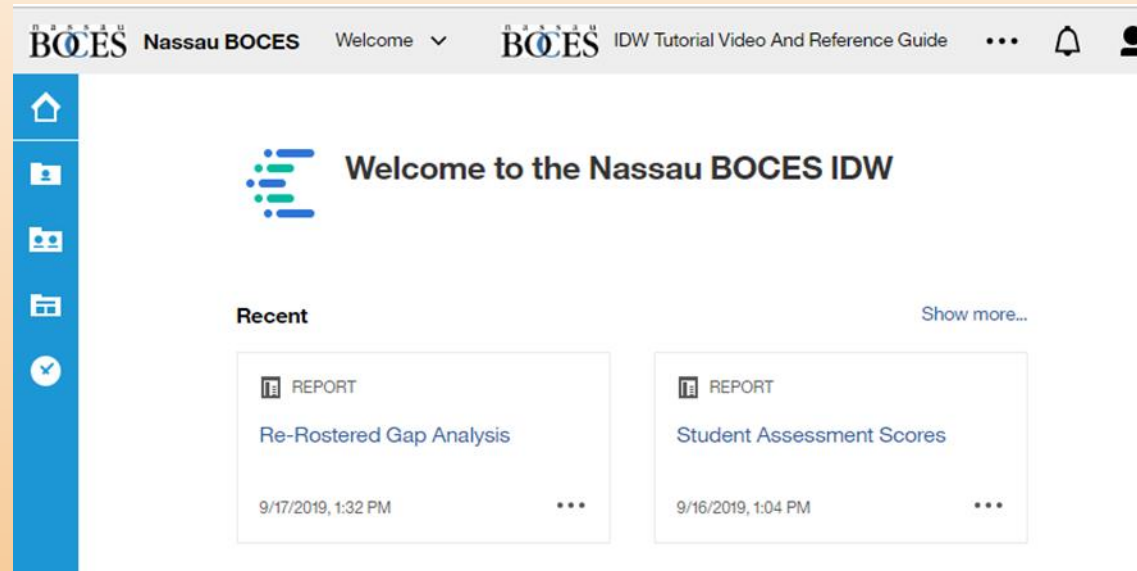 nassau
BOCES Nassau BOCES Welcome nassau
BOCES IDW Tutorial Video And Reference Guide •••
Welcome to the Nassau BOCES IDW
Recent Show more...
REPORT REPORT
Re-Rostered Gap Analysis Student Assessment Scores
9/17/2019, 1:32 PM ••• 9/16/2019, 1:04 PM •••